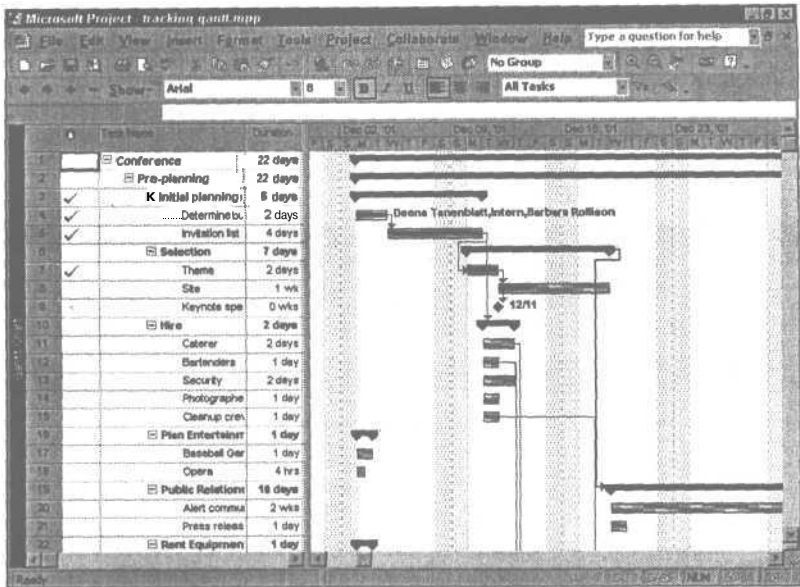 Microsoft Project - tracking gantt.mpp
File Edit View Insert Format Tools Project Collaborate Window Help Type a question for help
No Group
Show Arial 8 B I U All Tasks
Task Name Duration Dec 02, '01 Dec 09, '01 Dec 16, '01 Dec 23, '01
1 Conference 22 days
2 Pre-planning 22 days
3 K Initial planning 6 days
4 Determine bu 2 days Deena Tanenblatt,Intern,Barbara Rollison
5 Invitation list 4 days
6 Selection 7 days
7 Theme 2 days
8 Site 1 wk
9 Keynote spe 0 wks 12/11
10 Hire 2 days
11 Caterer 2 days
12 Bartenders 1 day
13 Security 2 days
14 Photographe 1 day
15 Cleanup crew 1 day
16 Plan Entertainm 1 day
17 Baseball Gar 1 day
18 Opera 4 hrs
19 Public Relations 18 days
20 Alert commu 2 wks
21 Press releas 1 day
22 Rent Equipmen 1 day
Ready NUM